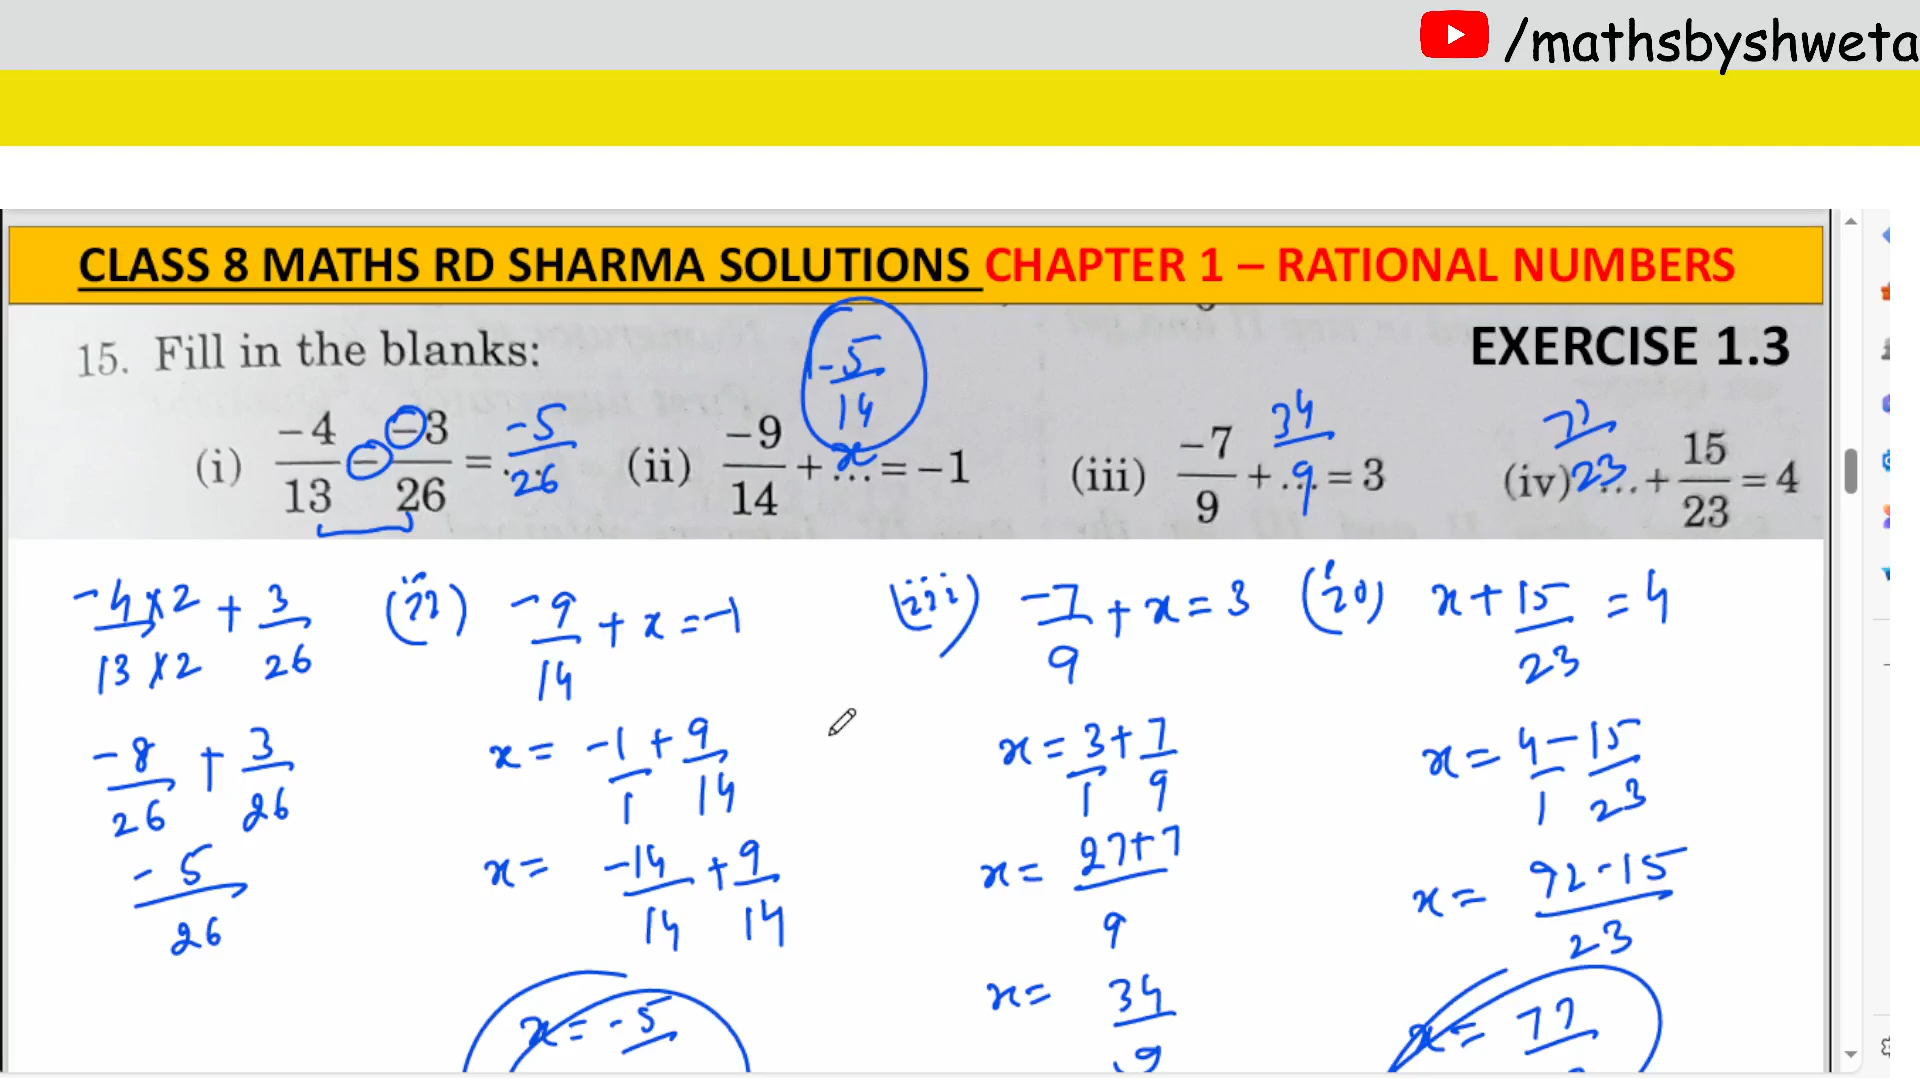 /mathsbyshweta
CLASS 8 MATHS RD SHARMA SOLUTIONS CHAPTER 1 – RATIONAL NUMBERS
EXERCISE 1.3
15. Fill in the blanks:
(i) -4/13 - -3/26 = ... -5/26 (ii) -9/14 + ... x = -1 -5/14 (iii) -7/9 + ... = 3 34/9 (iv) ... + 15/23 = 4 77/23
-4×2/13×2 + 3/26
-8/26 + 3/26
-5/26
(ii) -9/14 + x = -1
x = -1/1 + 9/14
x = -14/14 + 9/14
x = -5
(iii) -7/9 + x = 3
x = 3/1 + 7/9
x = 27+7/9
x = 34/9
(iv) x + 15/23 = 4
x = 4/1 - 15/23
x = 92-15/23
x = 77